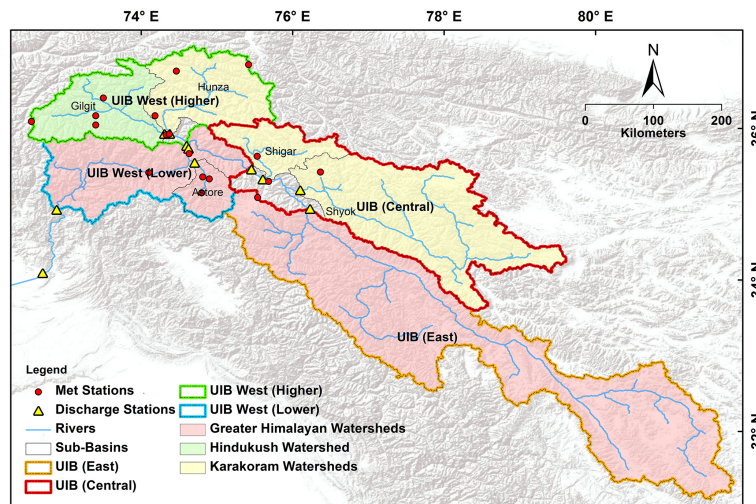 74° E
76° E
78° E
80° E
N
0
100
200
Kilometers
Hunza
Gilgit
UIB West (Higher)
Shigar
UIB West (Lower)
Astore
Shyok
UIB (Central)
34° N
UIB (East)
Legend
Met Stations
Discharge Stations
Rivers
Sub-Basins
UIB (East)
UIB (Central)
UIB West (Higher)
UIB West (Lower)
Greater Himalayan Watersheds
Hindukush Watershed
Karakoram Watersheds